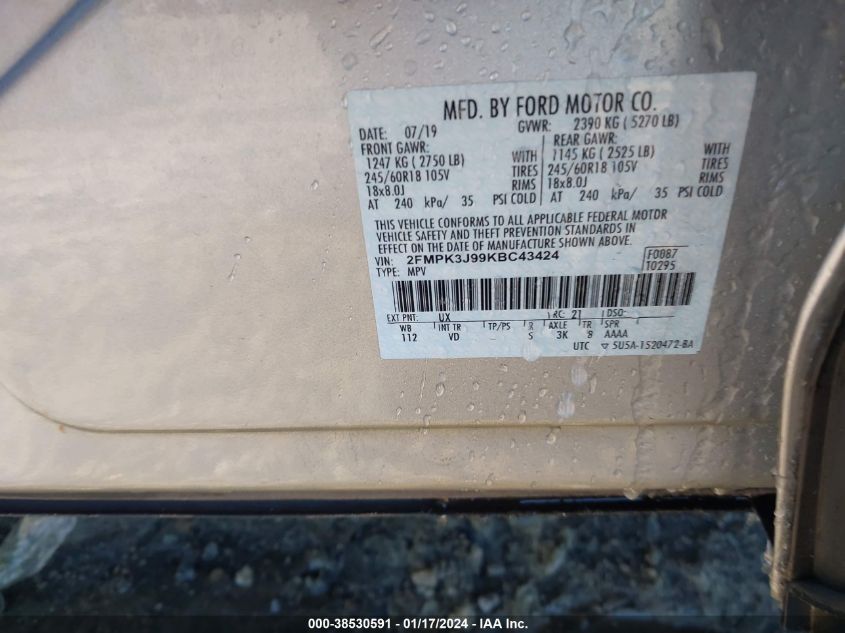 MFD. BY FORD MOTOR CO.
DATE: 07/19 GVWR: 2390 KG ( 5270 LB)
FRONT GAWR: REAR GAWR:
1247 KG ( 2750 LB) WITH 1145 KG ( 2525 LB) WITH
245/60R18 105V TIRES 245/60R18 105V TIRES
18x8.0J RIMS 18x8.0J RIMS
AT 240 kPa/ 35 PSI COLD AT 240 kPa/ 35 PSI COLD
THIS VEHICLE CONFORMS TO ALL APPLICABLE FEDERAL MOTOR
VEHICLE SAFETY AND THEFT PREVENTION STANDARDS IN
EFFECT ON THE DATE OF MANUFACTURE SHOWN ABOVE.
VIN: 2FMPK3J99KBC43424 F0087
TYPE: MPV 10295
EXT PNT: UX RC: 21 DSO:
WB INT TR TP/PS R AXLE TR SPR
112 VD S 3K 8 AAAA
UTC ▽ 5U5A-1520472-BA
000-38530591 - 01/17/2024 - IAA Inc.